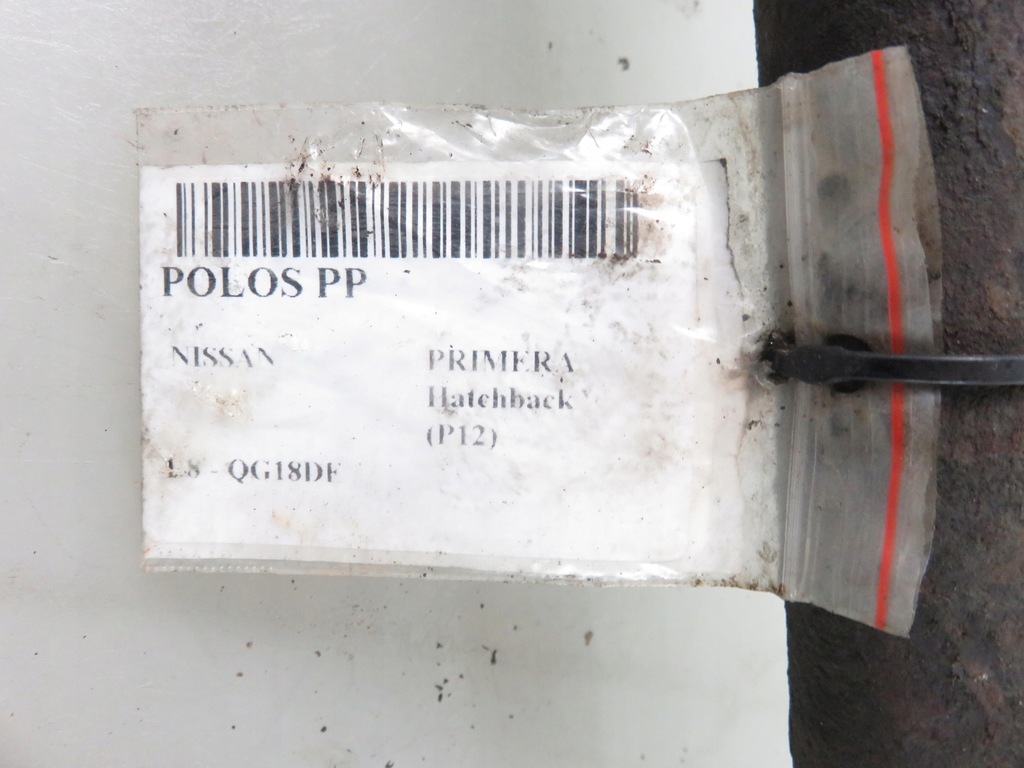 POLOS PP
NISSAN PRIMERA
Hatchback
(P12)
1.8 - QG18DE